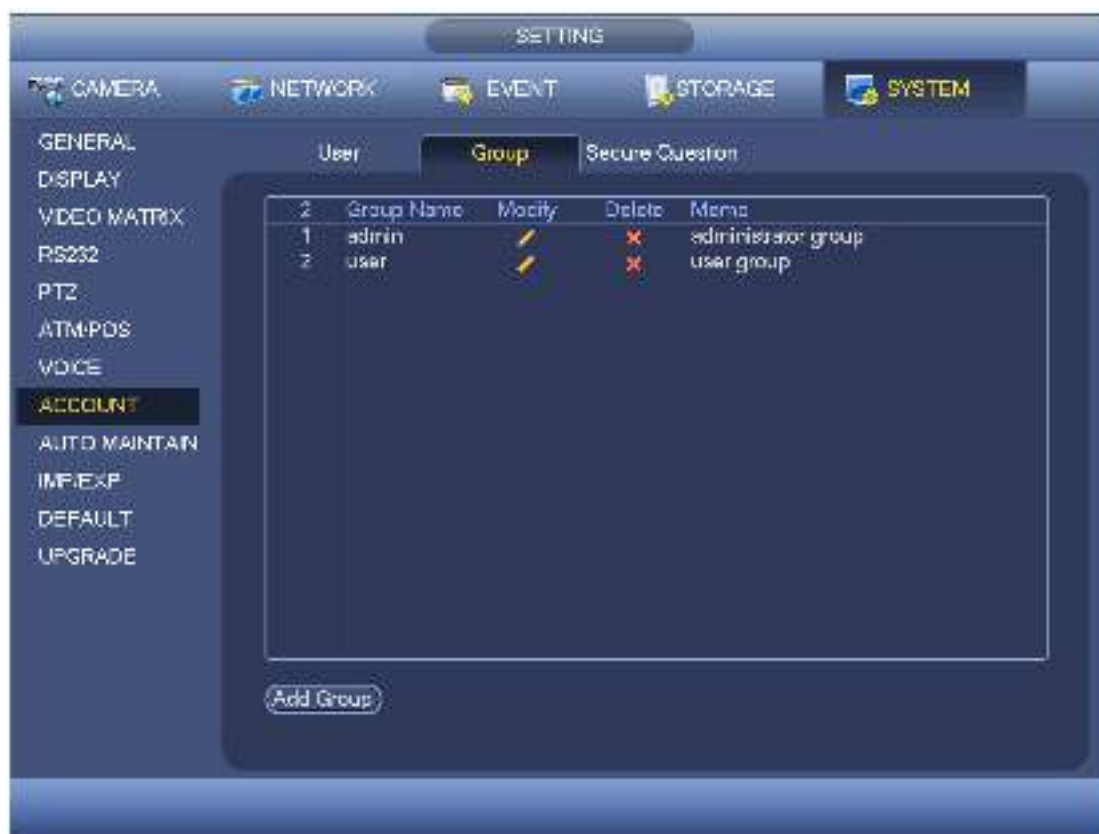 SETTING
CAMERA NETWORK EVENT STORAGE SYSTEM
GENERAL
DISPLAY
VIDEO MATRIX
RS232
PTZ
ATM/POS
VOICE
ACCOUNT
AUTO MAINTAIN
IMP/EXP
DEFAULT
UPGRADE
User Group Secure Question
2 Group Name Modify Delete Memo
1 admin administrator group
2 user user group
Add Group